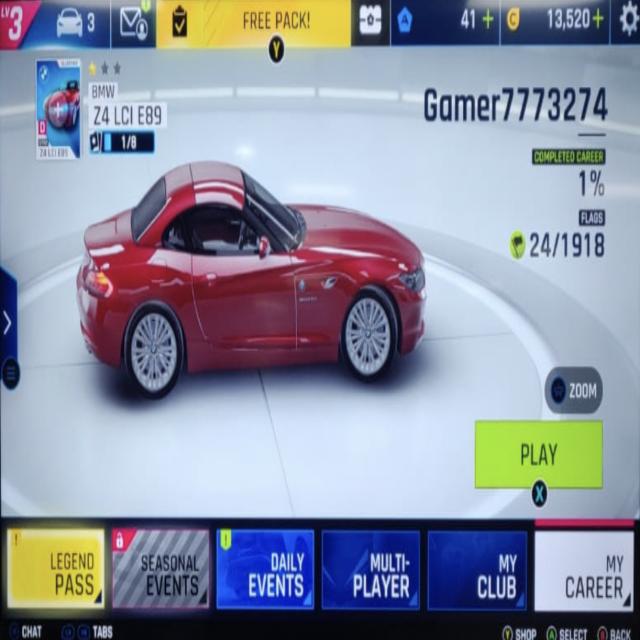 LV 3
3
FREE PACK!
Y
41 +
13,520 +
BMW
Z4 LCI E89
1/8
Z4 LCI E89
Gamer7773274
COMPLETED CAREER
1%
FLAGS
24/1918
ZOOM
PLAY
X
LEGEND
PASS
SEASONAL
EVENTS
DAILY
EVENTS
MULTI-
PLAYER
MY
CLUB
MY
CAREER
CHAT
TABS
Y SHOP
A SELECT
B BACK